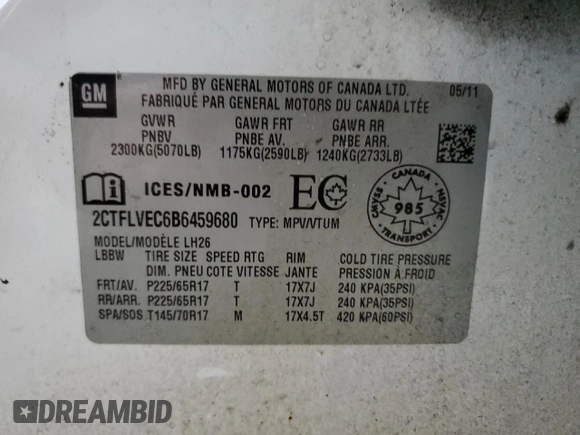 GM
MFD BY GENERAL MOTORS OF CANADA LTD. 05/11
FABRIQUÉ PAR GENERAL MOTORS DU CANADA LTÉE
GVWR GAWR FRT GAWR RR
PNBV PNBE AV. PNBE ARR.
2300KG(5070LB) 1175KG(2590LB) 1240KG(2733LB)
i ICES/NMB-002 EC
CANADA
CMVSS NSVAC
985
TRANSPORT
2CTFLVEC6B6459680 TYPE: MPV/VTUM
MODEL/MODÈLE LH26
LBBW TIRE SIZE SPEED RTG RIM COLD TIRE PRESSURE
DIM. PNEU COTE VITESSE JANTE PRESSION À FROID
FRT/AV. P225/65R17 T 17X7J 240 KPA(35PSI)
RR/ARR. P225/65R17 T 17X7J 240 KPA(35PSI)
SPA/SOS T145/70R17 M 17X4.5T 420 KPA(60PSI)
DREAMBID